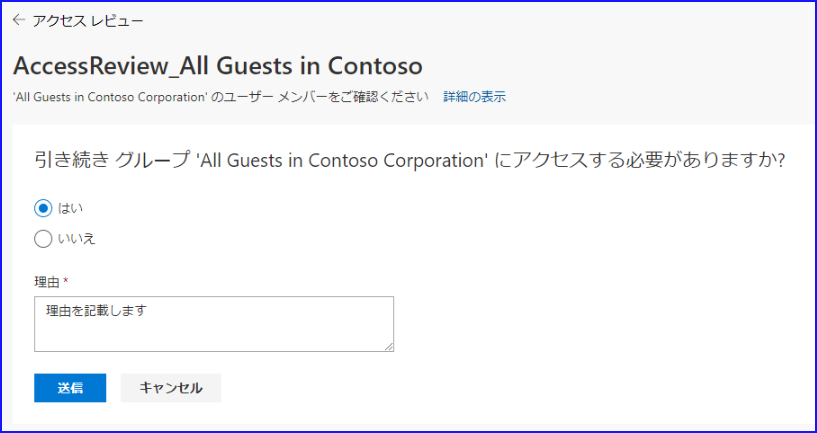 ← アクセス レビュー
AccessReview_All Guests in Contoso
'All Guests in Contoso Corporation' のユーザー メンバーをご確認ください 詳細の表示
引き続き グループ 'All Guests in Contoso Corporation' にアクセスする必要がありますか?
はい
いいえ
理由 *
理由を記載します
送信 キャンセル